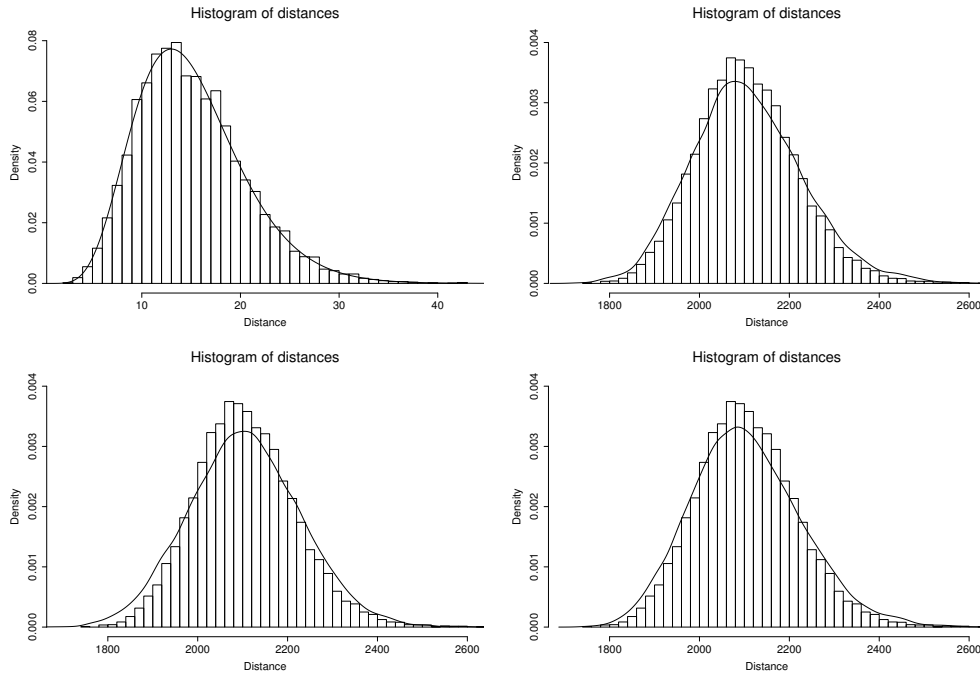 Histogram of distances
Density
0.00 0.02 0.04 0.06 0.08
10 20 30 40
Distance
Histogram of distances
Density
0.000 0.001 0.002 0.003 0.004
1800 2000 2200 2400 2600
Distance
Histogram of distances
Density
0.000 0.001 0.002 0.003 0.004
1800 2000 2200 2400 2600
Distance
Histogram of distances
Density
0.000 0.001 0.002 0.003 0.004
1800 2000 2200 2400 2600
Distance